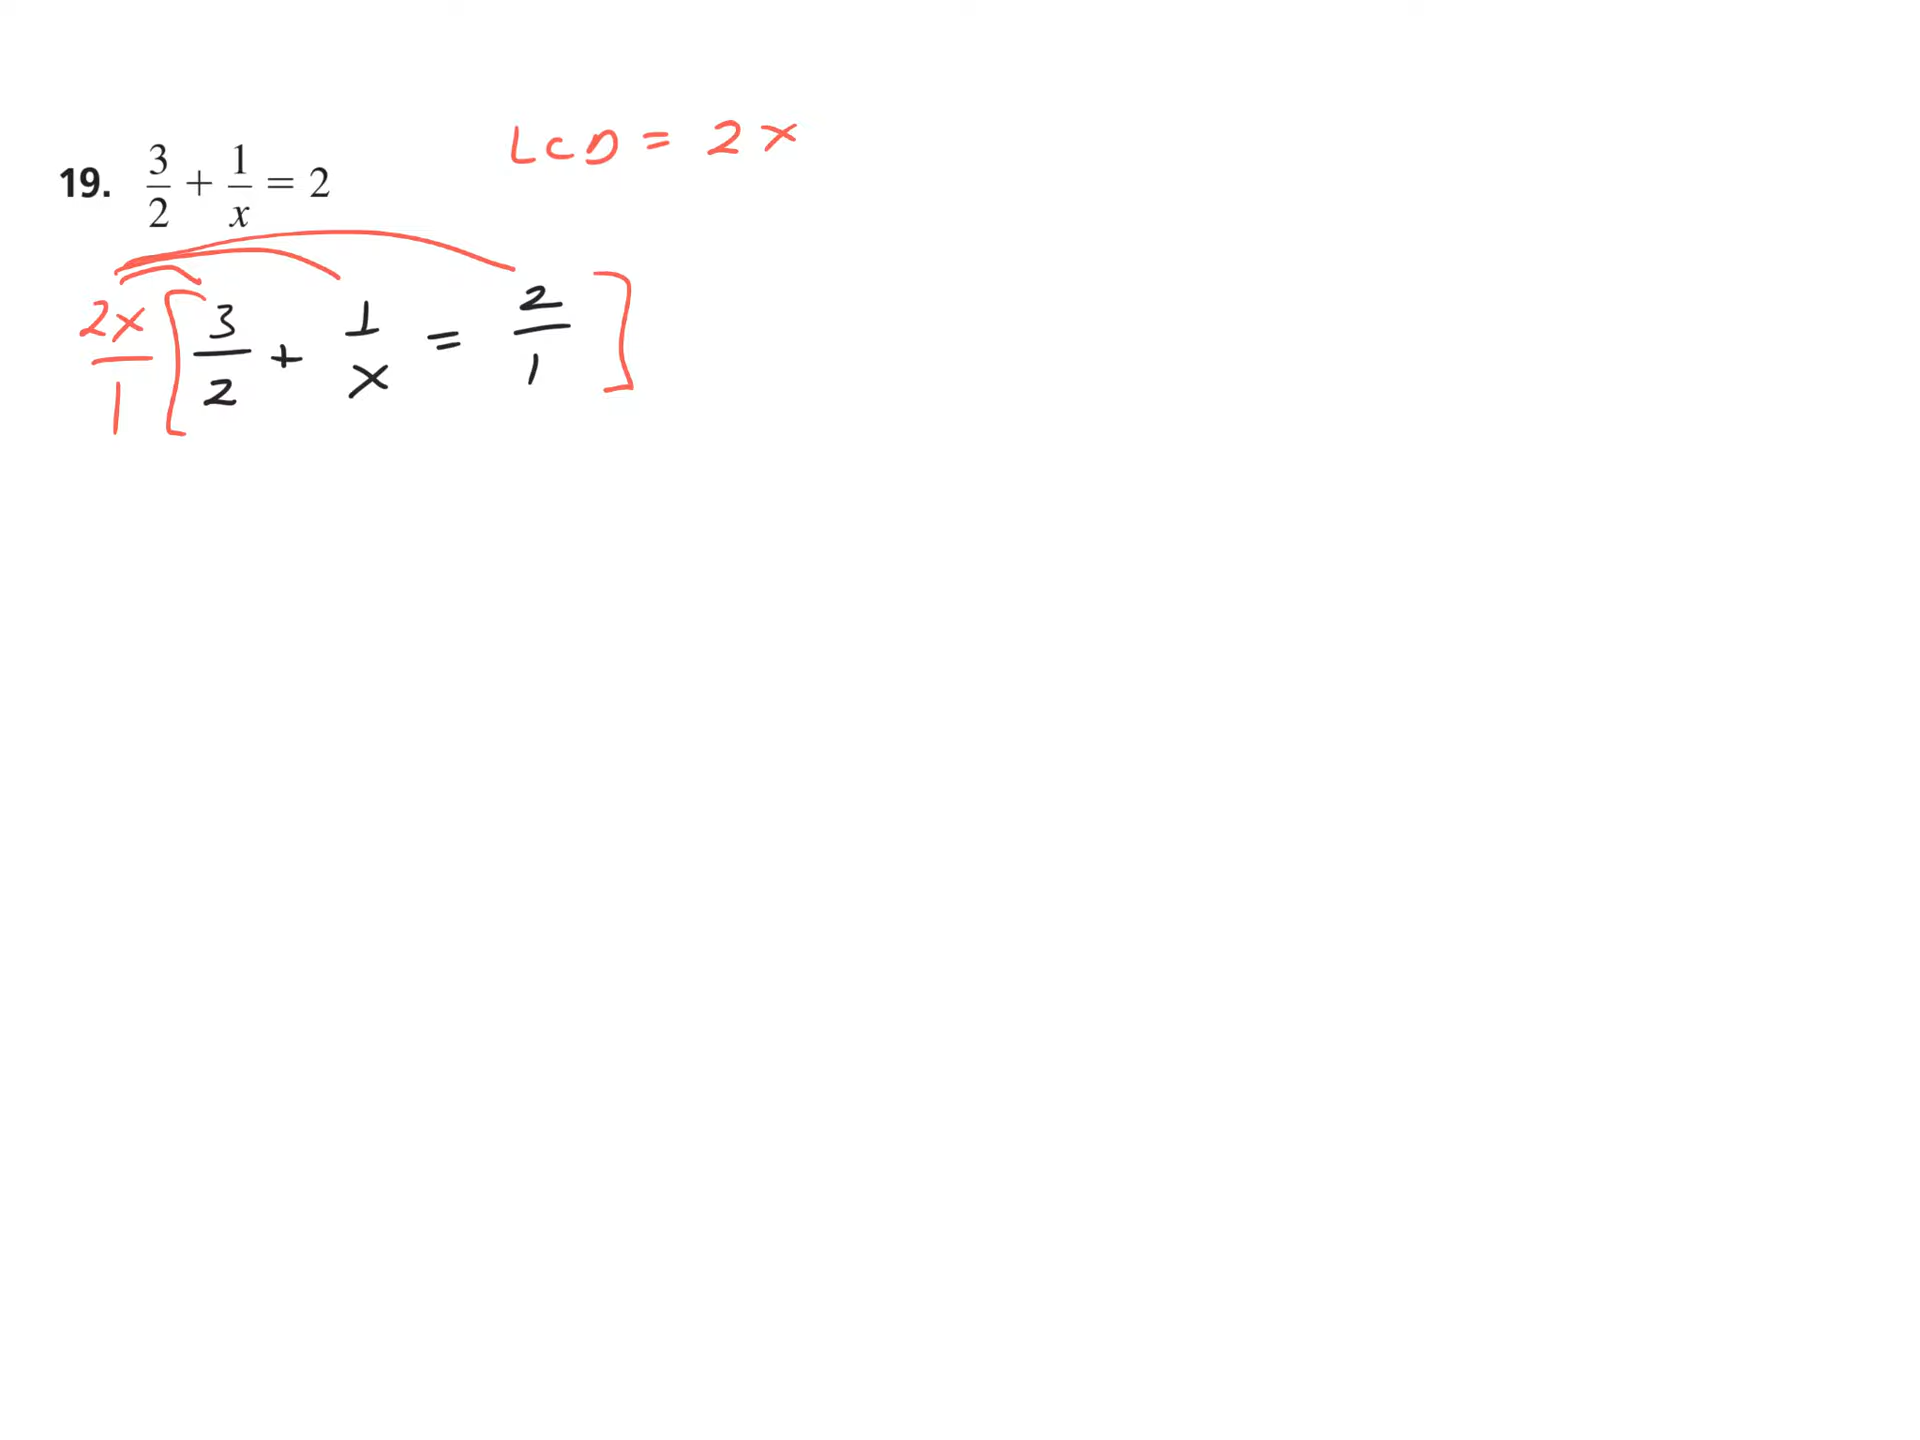 LCD = 2x
19. 3/2 + 1/x = 2
2x/1 [ 3/2 + 1/x = 2/1 ]